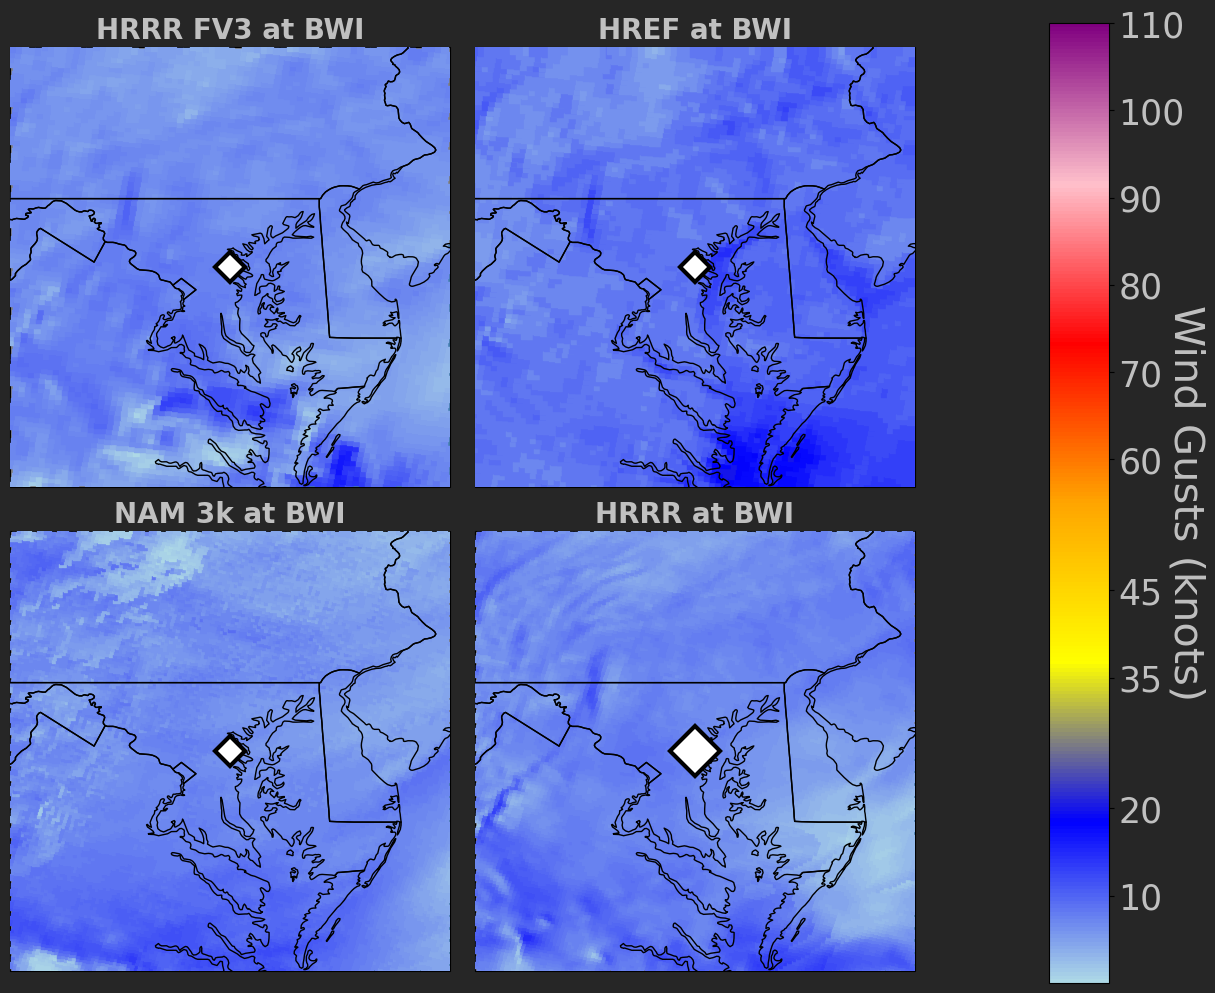 HRRR FV3 at BWI
HREF at BWI
NAM 3k at BWI
HRRR at BWI
110
100
90
80
70
60
45
35
20
10
Wind Gusts (knots)